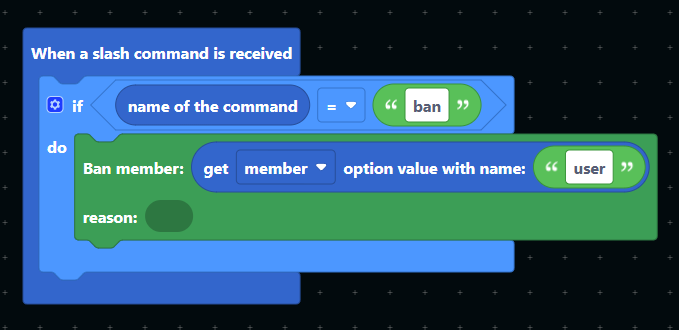 When a slash command is received
if name of the command = “ ban ”
do
Ban member: get member option value with name: “ user ”
reason: